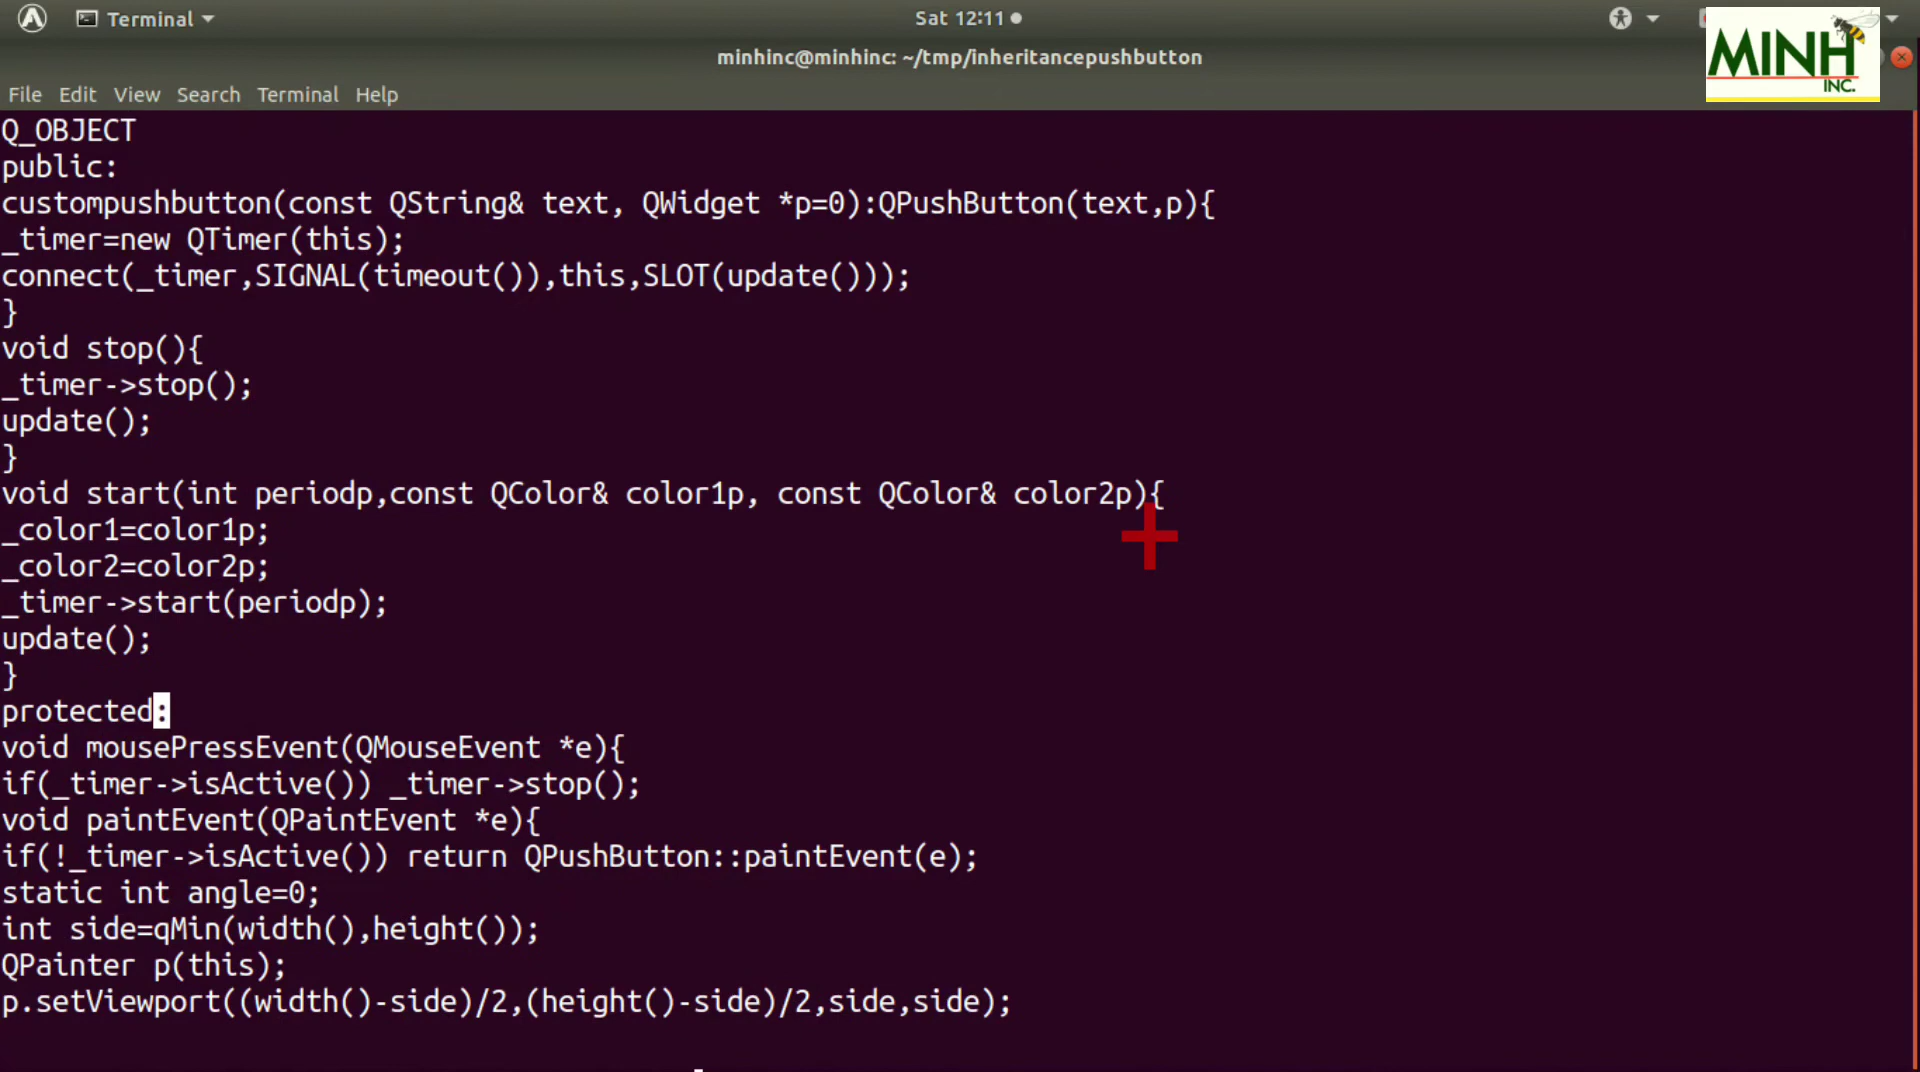 Terminal
Sat 12:11
minhinc@minhinc: ~/tmp/inheritancepushbutton
MINH
INC.
File Edit View Search Terminal Help
Q_OBJECT
public:
custompushbutton(const QString& text, QWidget *p=0):QPushButton(text,p){
_timer=new QTimer(this);
connect(_timer,SIGNAL(timeout()),this,SLOT(update()));
}
void stop(){
_timer->stop();
update();
}
void start(int periodp,const QColor& color1p, const QColor& color2p){
_color1=color1p;
_color2=color2p;
_timer->start(periodp);
update();
}
protected:
void mousePressEvent(QMouseEvent *e){
if(_timer->isActive()) _timer->stop();
void paintEvent(QPaintEvent *e){
if(!_timer->isActive()) return QPushButton::paintEvent(e);
static int angle=0;
int side=qMin(width(),height());
QPainter p(this);
p.setViewport((width()-side)/2,(height()-side)/2,side,side);